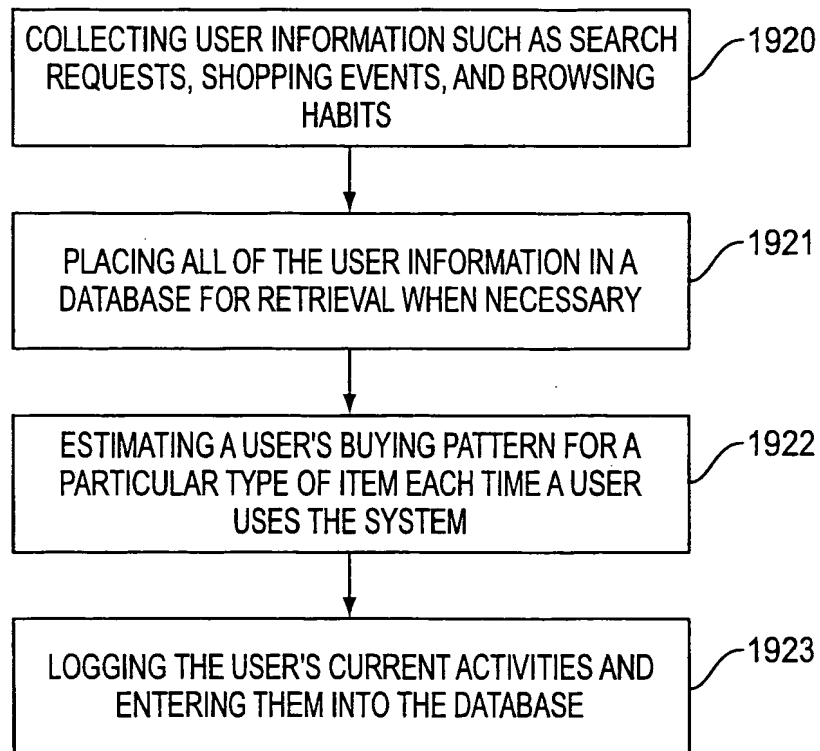 COLLECTING USER INFORMATION SUCH AS SEARCH
REQUESTS, SHOPPING EVENTS, AND BROWSING
HABITS
1920
PLACING ALL OF THE USER INFORMATION IN A
DATABASE FOR RETRIEVAL WHEN NECESSARY
1921
ESTIMATING A USER'S BUYING PATTERN FOR A
PARTICULAR TYPE OF ITEM EACH TIME A USER
USES THE SYSTEM
1922
LOGGING THE USER'S CURRENT ACTIVITIES AND
ENTERING THEM INTO THE DATABASE
1923